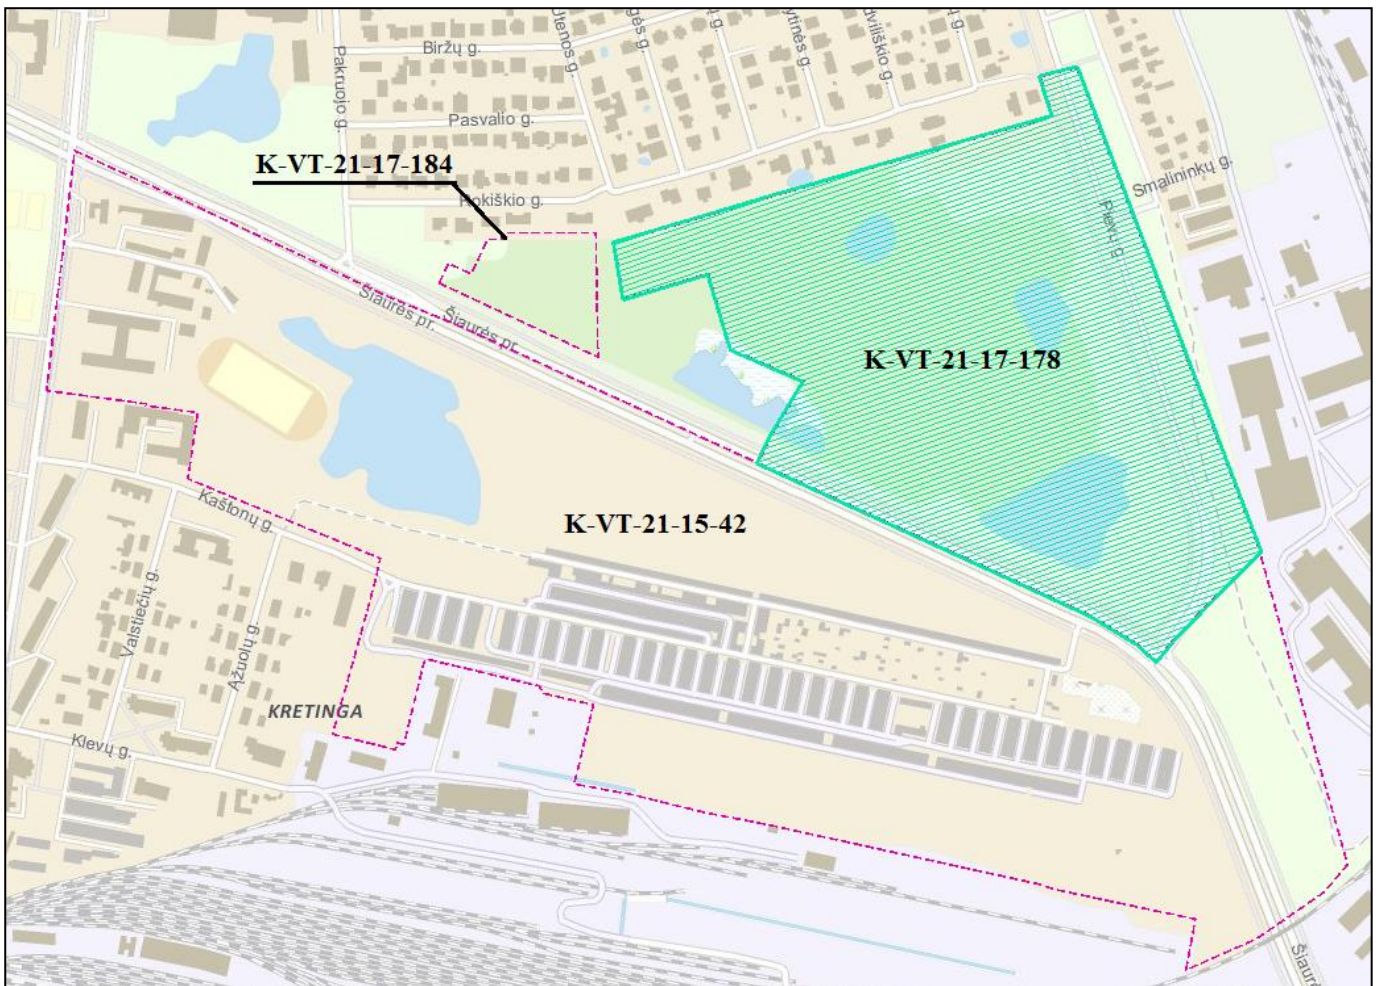 Biržų g.
Pakruojo g.
Utenos g.
Pasvalio g.
K-VT-21-17-184
Rokiškio g.
Smalininkų g.
Pievų g.
Šiaurės pr.
Šiaurės pr.
K-VT-21-17-178
K-VT-21-15-42
Kaštonų g.
Valstiečių g.
Ąžuolų g.
KRETINGA
Klevų g.